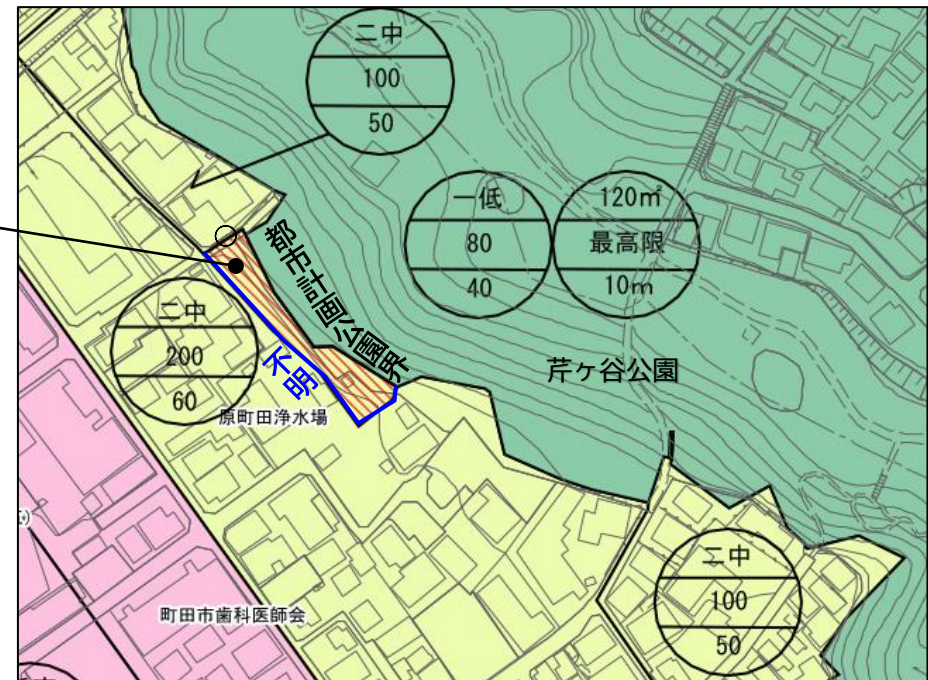 二中
100
50
一低
80
40
120㎡
最高限
10m
都市計画公園界
二中
200
60
不明
原町田浄水場
芹ヶ谷公園
二中
100
50
町田市歯科医師会